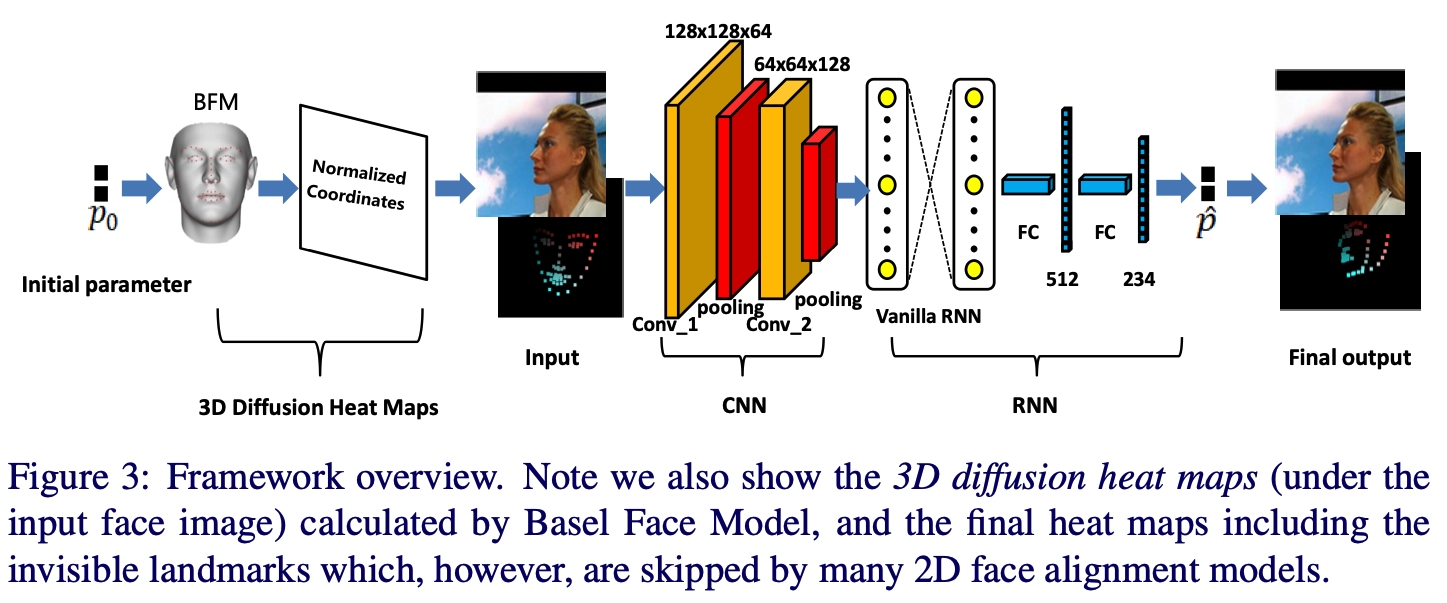 128x128x64
64x64x128
BFM
Normalized
Coordinates
p0
FC
FC
p̂
Initial parameter
512
234
pooling
pooling
Conv_1
Conv_2
Vanilla RNN
Input
Final output
3D Diffusion Heat Maps
CNN
RNN
Figure 3: Framework overview. Note we also show the 3D diffusion heat maps (under the
input face image) calculated by Basel Face Model, and the final heat maps including the
invisible landmarks which, however, are skipped by many 2D face alignment models.